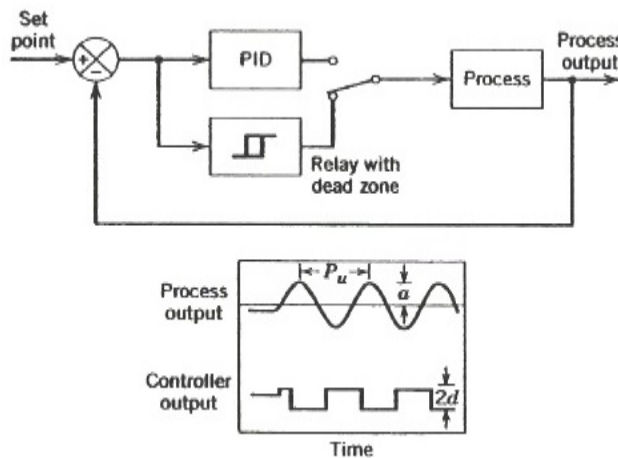 Set
point
+
−
PID
Process
Process
output
Relay with
dead zone
Process
output
P_u
a
Controller
output
2d
Time